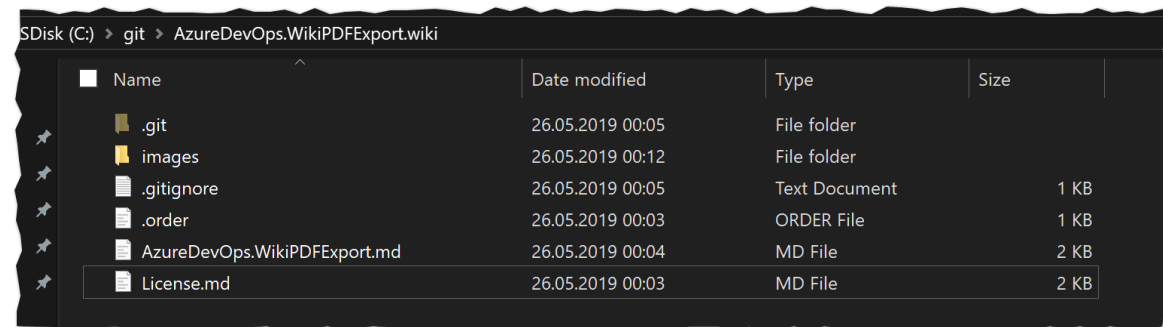 SDisk (C:) > git > AzureDevOps.WikiPDFExport.wiki
Name Date modified Type Size
.git 26.05.2019 00:05 File folder
images 26.05.2019 00:12 File folder
.gitignore 26.05.2019 00:05 Text Document 1 KB
.order 26.05.2019 00:03 ORDER File 1 KB
AzureDevOps.WikiPDFExport.md 26.05.2019 00:04 MD File 2 KB
License.md 26.05.2019 00:03 MD File 2 KB